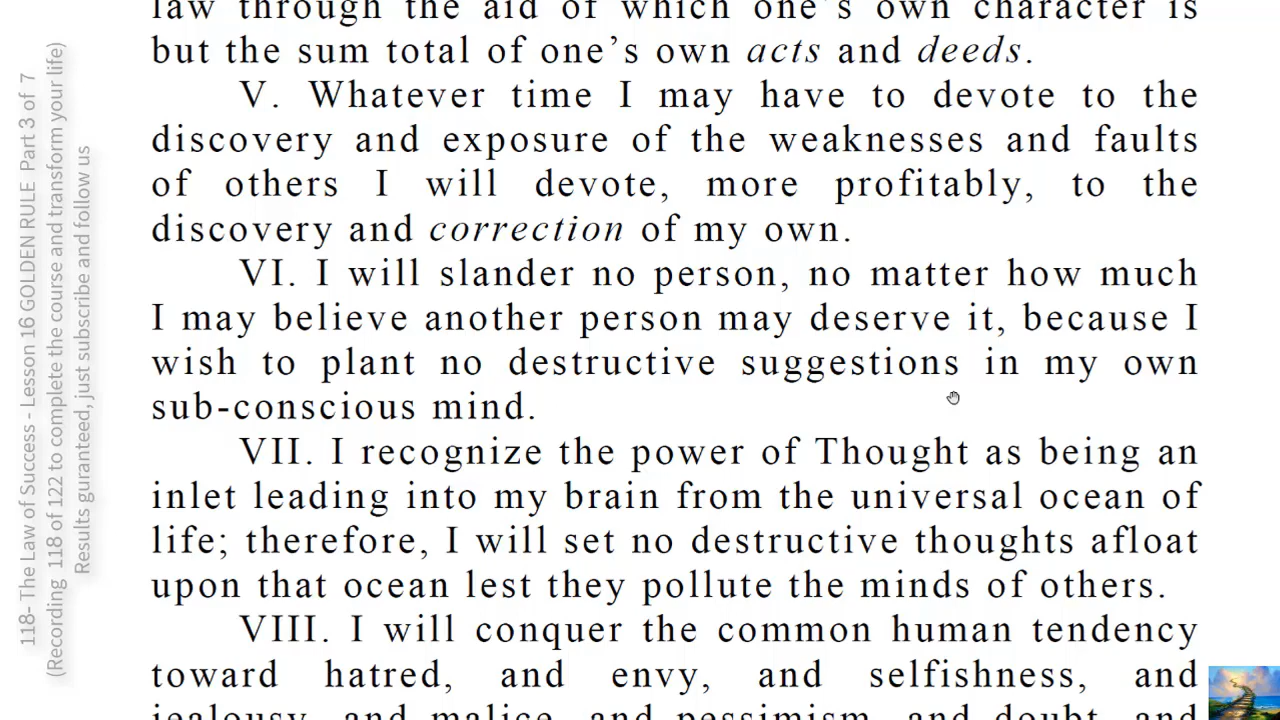 law through the aid of which one's own character is
but the sum total of one's own acts and deeds.
V. Whatever time I may have to devote to the
discovery and exposure of the weaknesses and faults
of others I will devote, more profitably, to the
discovery and correction of my own.
VI. I will slander no person, no matter how much
I may believe another person may deserve it, because I
wish to plant no destructive suggestions in my own
sub-conscious mind.
VII. I recognize the power of Thought as being an
inlet leading into my brain from the universal ocean of
life; therefore, I will set no destructive thoughts afloat
upon that ocean lest they pollute the minds of others.
VIII. I will conquer the common human tendency
toward hatred, and envy, and selfishness, and
jealousy, and malice, and pessimism, and doubt, and
118- The Law of Success - Lesson 16 GOLDEN RULE Part 3 of 7
(Recording 118 of 122 to complete the course and transform your life)
Results guranteed, just subscribe and follow us